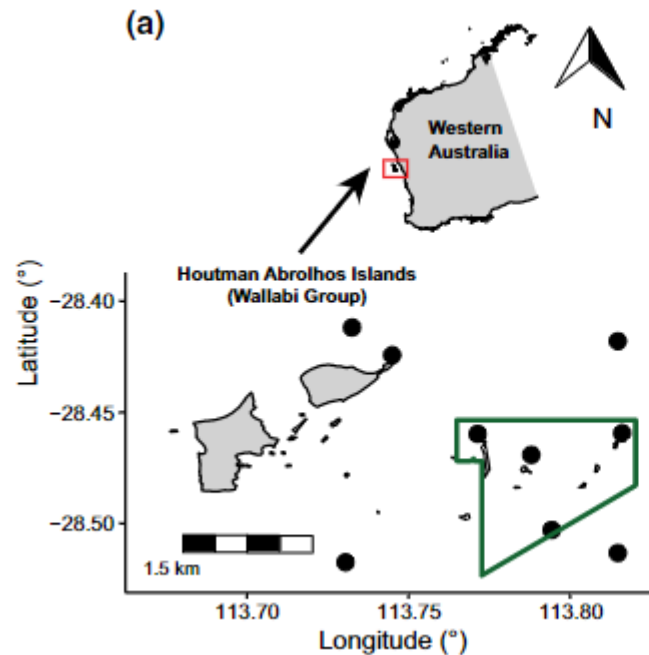 (a)
Western
Australia
N
Houtman Abrolhos Islands
(Wallabi Group)
Latitude (°)
−28.40
−28.45
−28.50
1.5 km
113.70
113.75
113.80
Longitude (°)